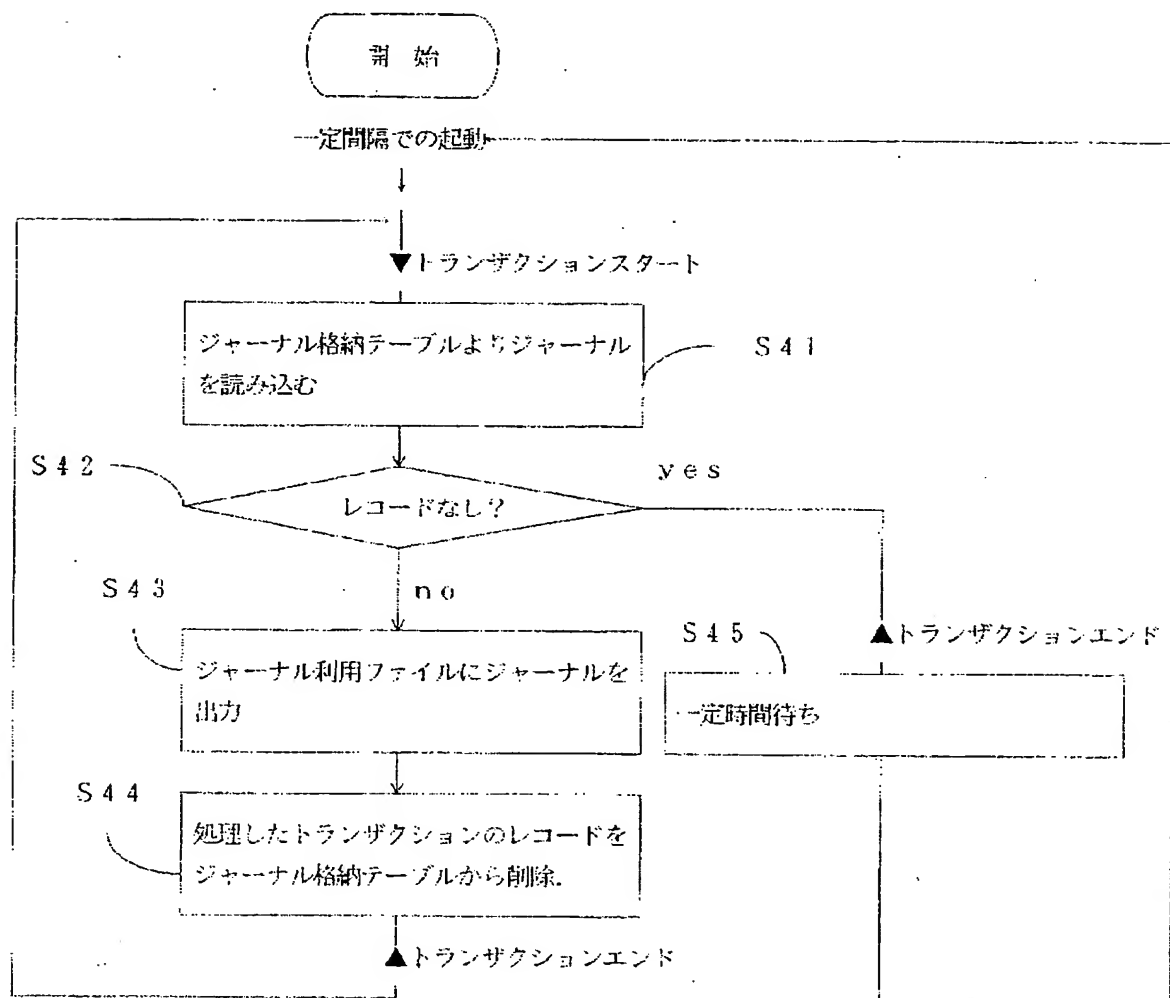 開 始
一定間隔での起動
▼トランザクションスタート
ジャーナル格納テーブルよりジャーナル
を読み込む
S41
S42
yes
レコードなし?
S43
no
S45
▲トランザクションエンド
ジャーナル利用ファイルにジャーナルを
出力
一定時間待ち
S44
処理したトランザクションのレコードを
ジャーナル格納テーブルから削除.
▲トランザクションエンド